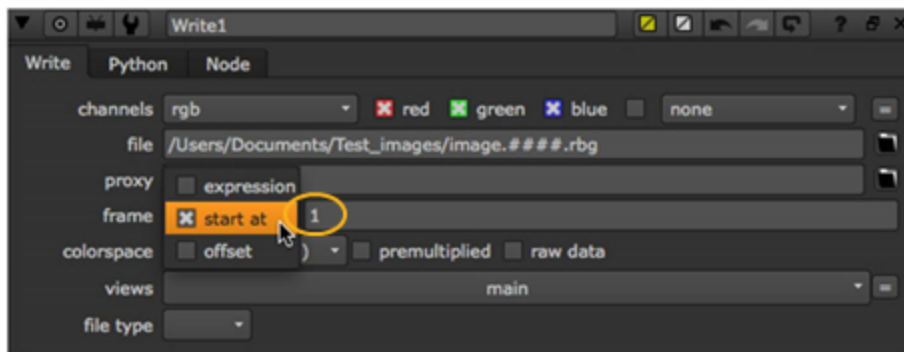 Write1 ?
Write Python Node
channels rgb red green blue none =
file /Users/Documents/Test_images/image.####.rbg
proxy expression
frame start at 1
colorspace offset ) premultiplied raw data
views main =
file type